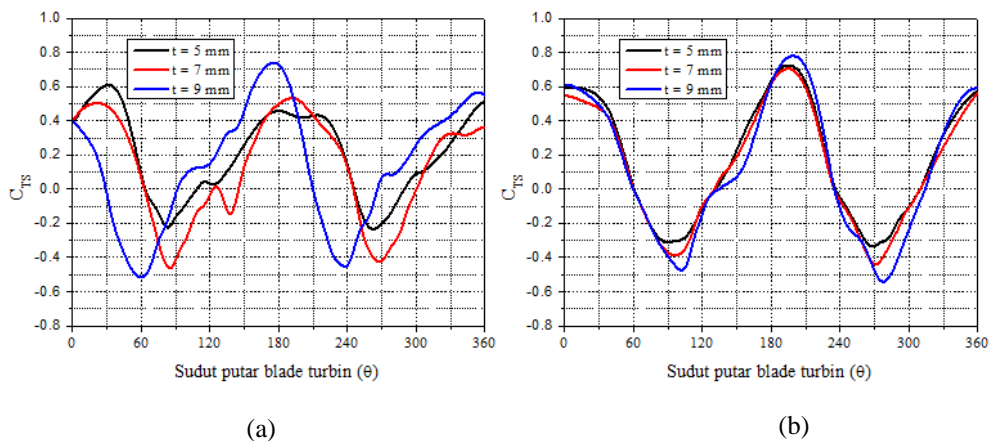 1.0
0.8
0.6
0.4
0.2
0.0
-0.2
-0.4
-0.6
-0.8
C_TS
t = 5 mm
t = 7 mm
t = 9 mm
0 60 120 180 240 300 360
Sudut putar blade turbin (θ)
(a)
1.0
0.8
0.6
0.4
0.2
0.0
-0.2
-0.4
-0.6
-0.8
C_TS
t = 5 mm
t = 7 mm
t = 9 mm
0 60 120 180 240 300 360
Sudut putar blade turbin (θ)
(b)